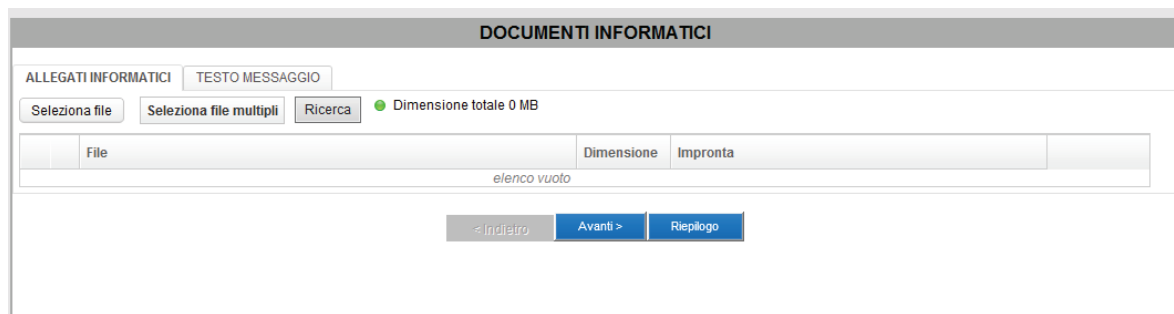 DOCUMENTI INFORMATICI
ALLEGATI INFORMATICI TESTO MESSAGGIO
Seleziona file Seleziona file multipli Ricerca Dimensione totale 0 MB
File Dimensione Impronta
elenco vuoto
< Indietro Avanti > Riepilogo